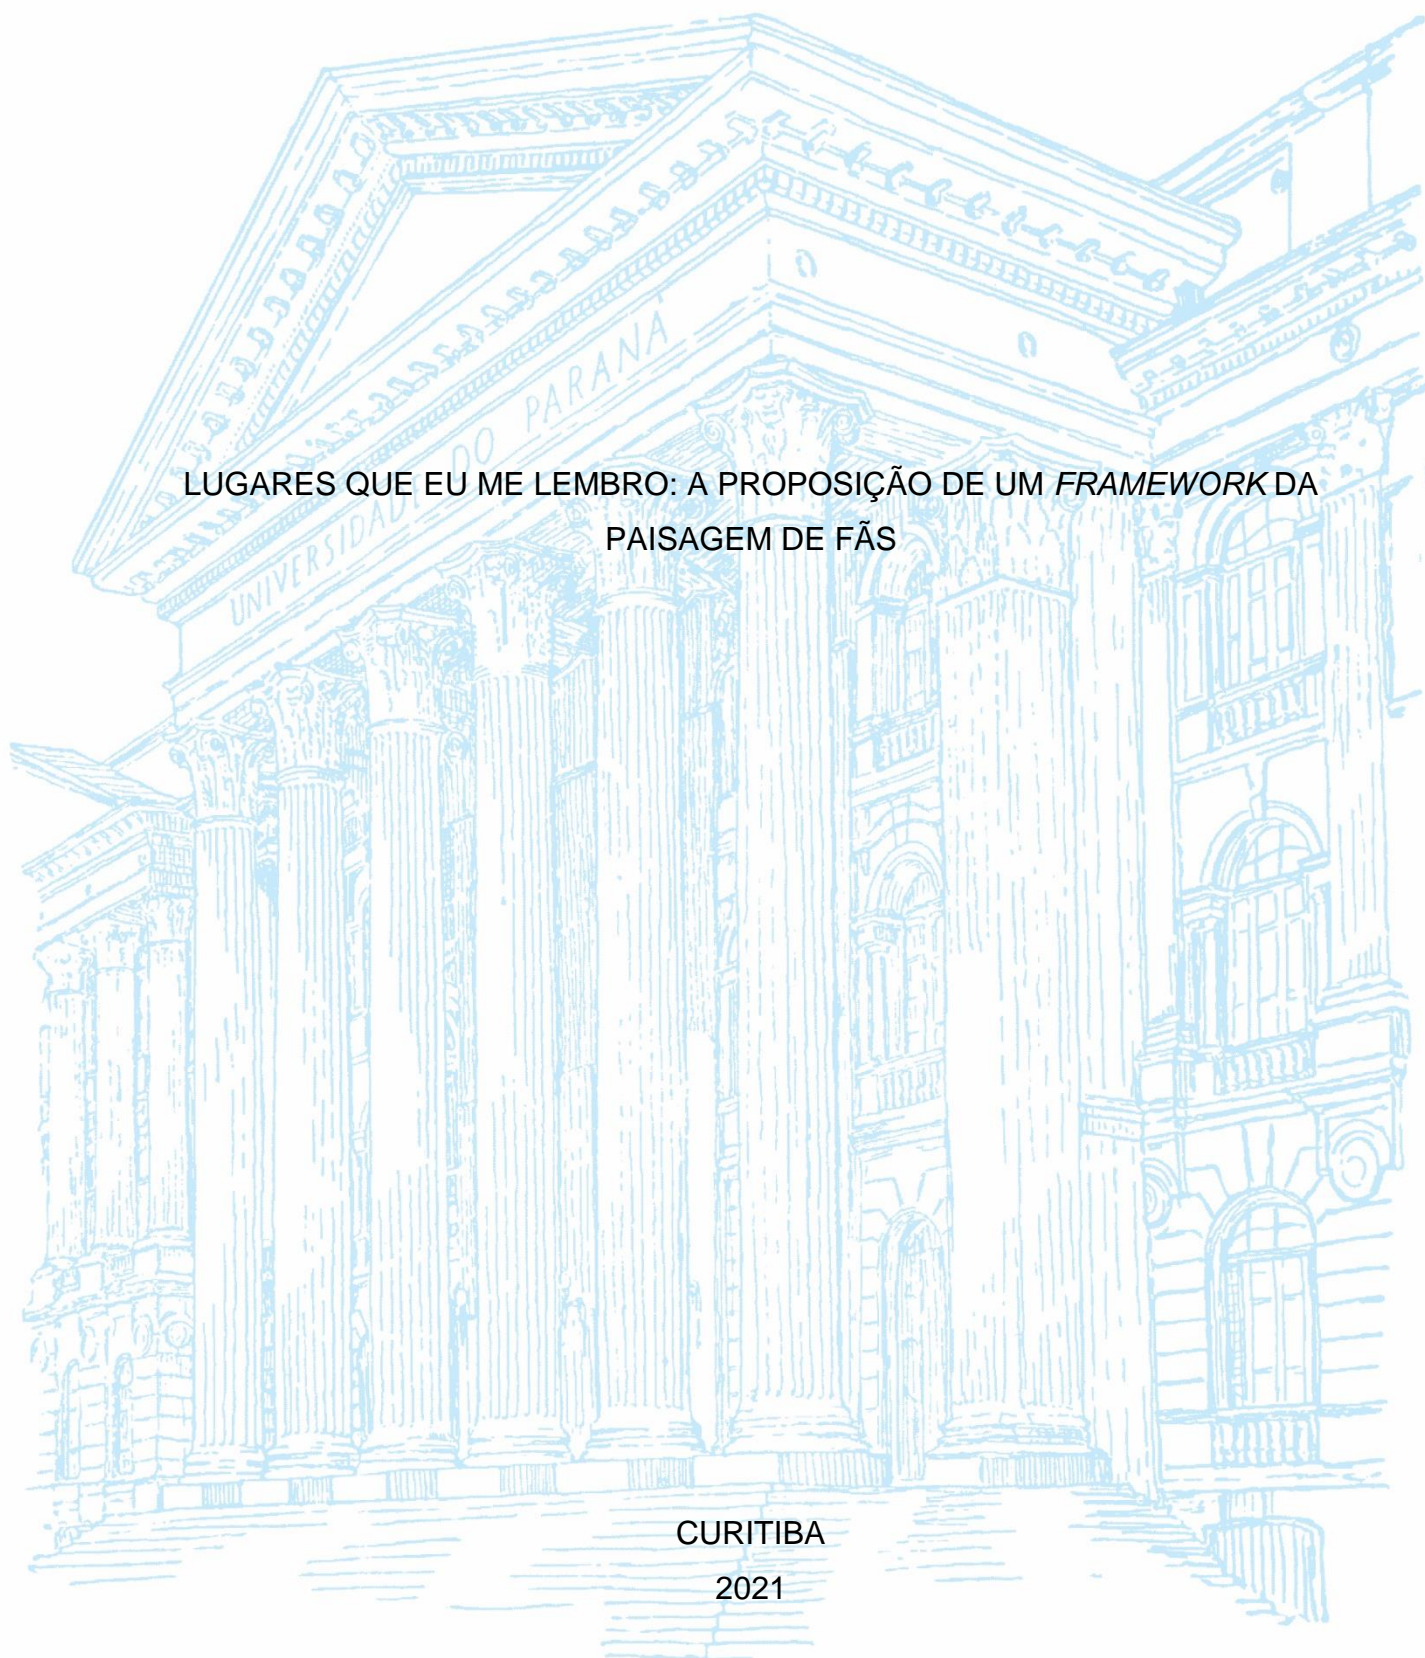 UNIVERSIDADE DO PARANÁ
LUGARES QUE EU ME LEMBRO: A PROPOSIÇÃO DE UM FRAMEWORK DA
PAISAGEM DE FÃS
CURITIBA
2021